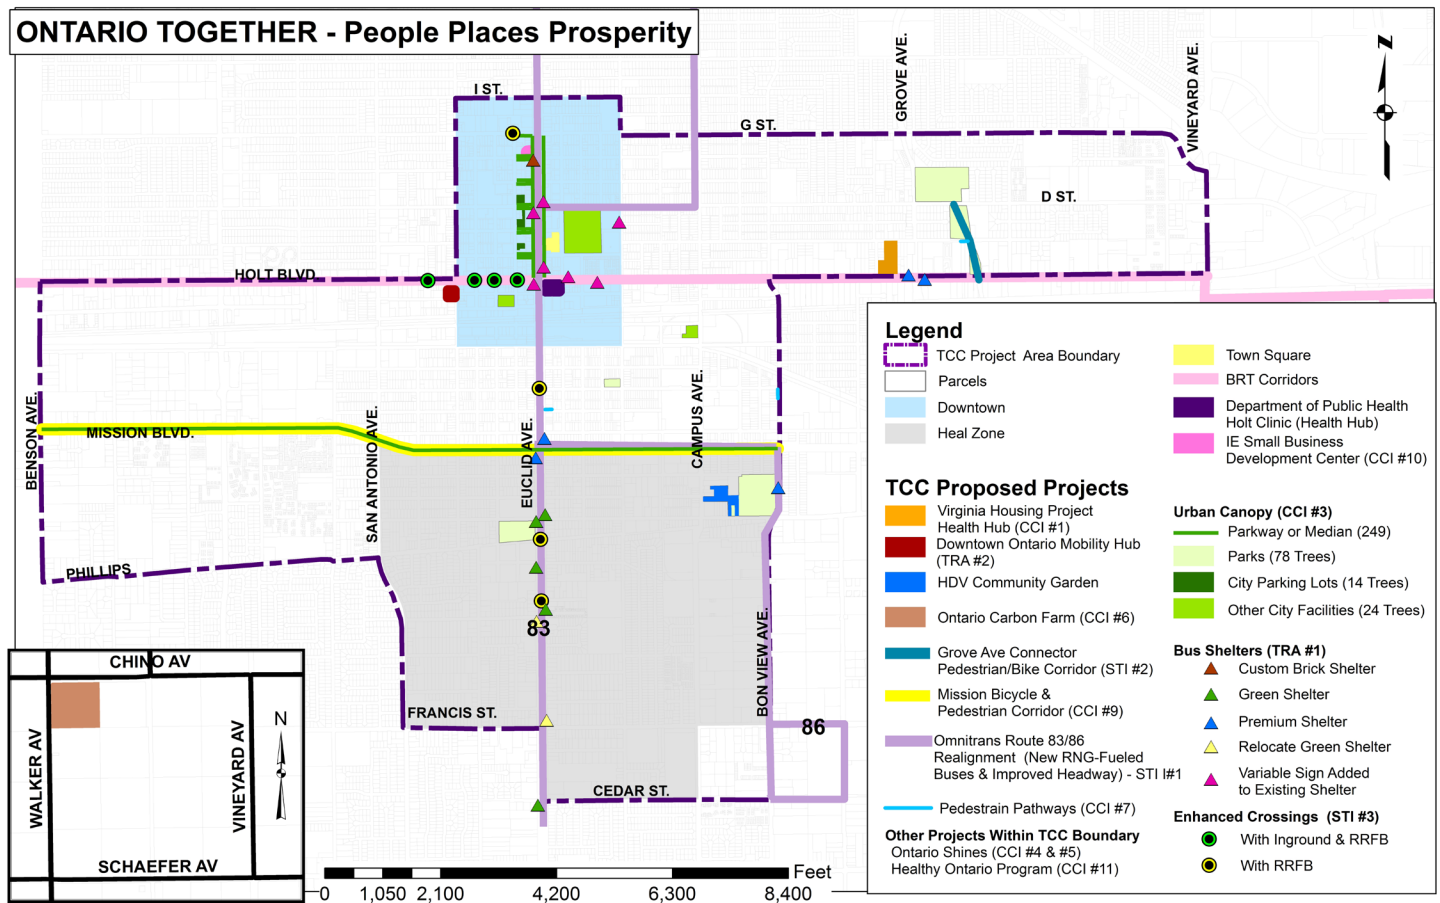 ONTARIO TOGETHER - People Places Prosperity
I ST.
G ST.
GROVE AVE.
VINEYARD AVE.
N
D ST.
HOLT BLVD
BENSON AVE.
MISSION BLVD.
SAN ANTONIO AVE.
EUCLID AVE.
CAMPUS AVE.
PHILLIPS
83
FRANCIS ST.
BON VIEW AVE.
86
CEDAR ST.
CHINO AV
WALKER AV
VINEYARD AV
N
SCHAEFER AV
Feet
0 1,050 2,100 4,200 6,300 8,400
Legend
TCC Project Area Boundary
Parcels
Downtown
Heal Zone
Town Square
BRT Corridors
Department of Public Health
Holt Clinic (Health Hub)
IE Small Business
Development Center (CCI #10)
TCC Proposed Projects
Virginia Housing Project
Health Hub (CCI #1)
Downtown Ontario Mobility Hub
(TRA #2)
HDV Community Garden
Ontario Carbon Farm (CCI #6)
Grove Ave Connector
Pedestrian/Bike Corridor (STI #2)
Mission Bicycle &
Pedestrian Corridor (CCI #9)
Omnitrans Route 83/86
Realignment (New RNG-Fueled
Buses & Improved Headway) - STI I#1
Pedestrain Pathways (CCI #7)
Other Projects Within TCC Boundary
Ontario Shines (CCI #4 & #5)
Healthy Ontario Program (CCI #11)
Urban Canopy (CCI #3)
Parkway or Median (249)
Parks (78 Trees)
City Parking Lots (14 Trees)
Other City Facilities (24 Trees)
Bus Shelters (TRA #1)
Custom Brick Shelter
Green Shelter
Premium Shelter
Relocate Green Shelter
Variable Sign Added
to Existing Shelter
Enhanced Crossings (STI #3)
With Inground & RRFB
With RRFB